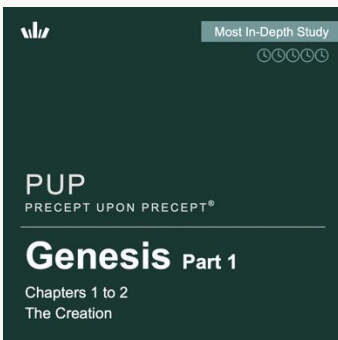 Most In-Depth Study
PUP
PRECEPT UPON PRECEPT®
Genesis Part 1
Chapters 1 to 2
The Creation